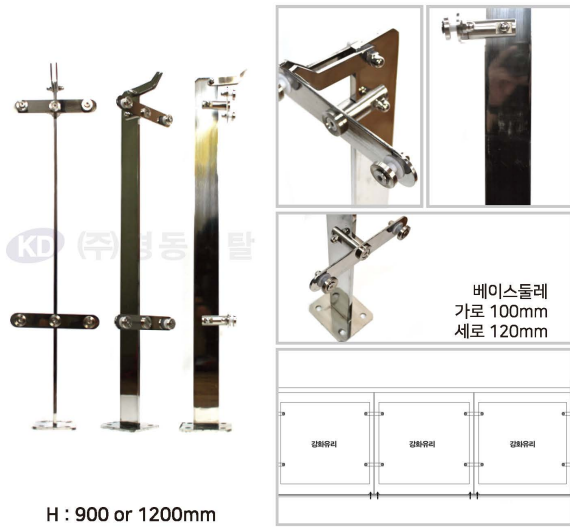 KD (주)경동 탈
베이스둘레
가로 100mm
세로 120mm
강화유리 강화유리 강화유리
H : 900 or 1200mm